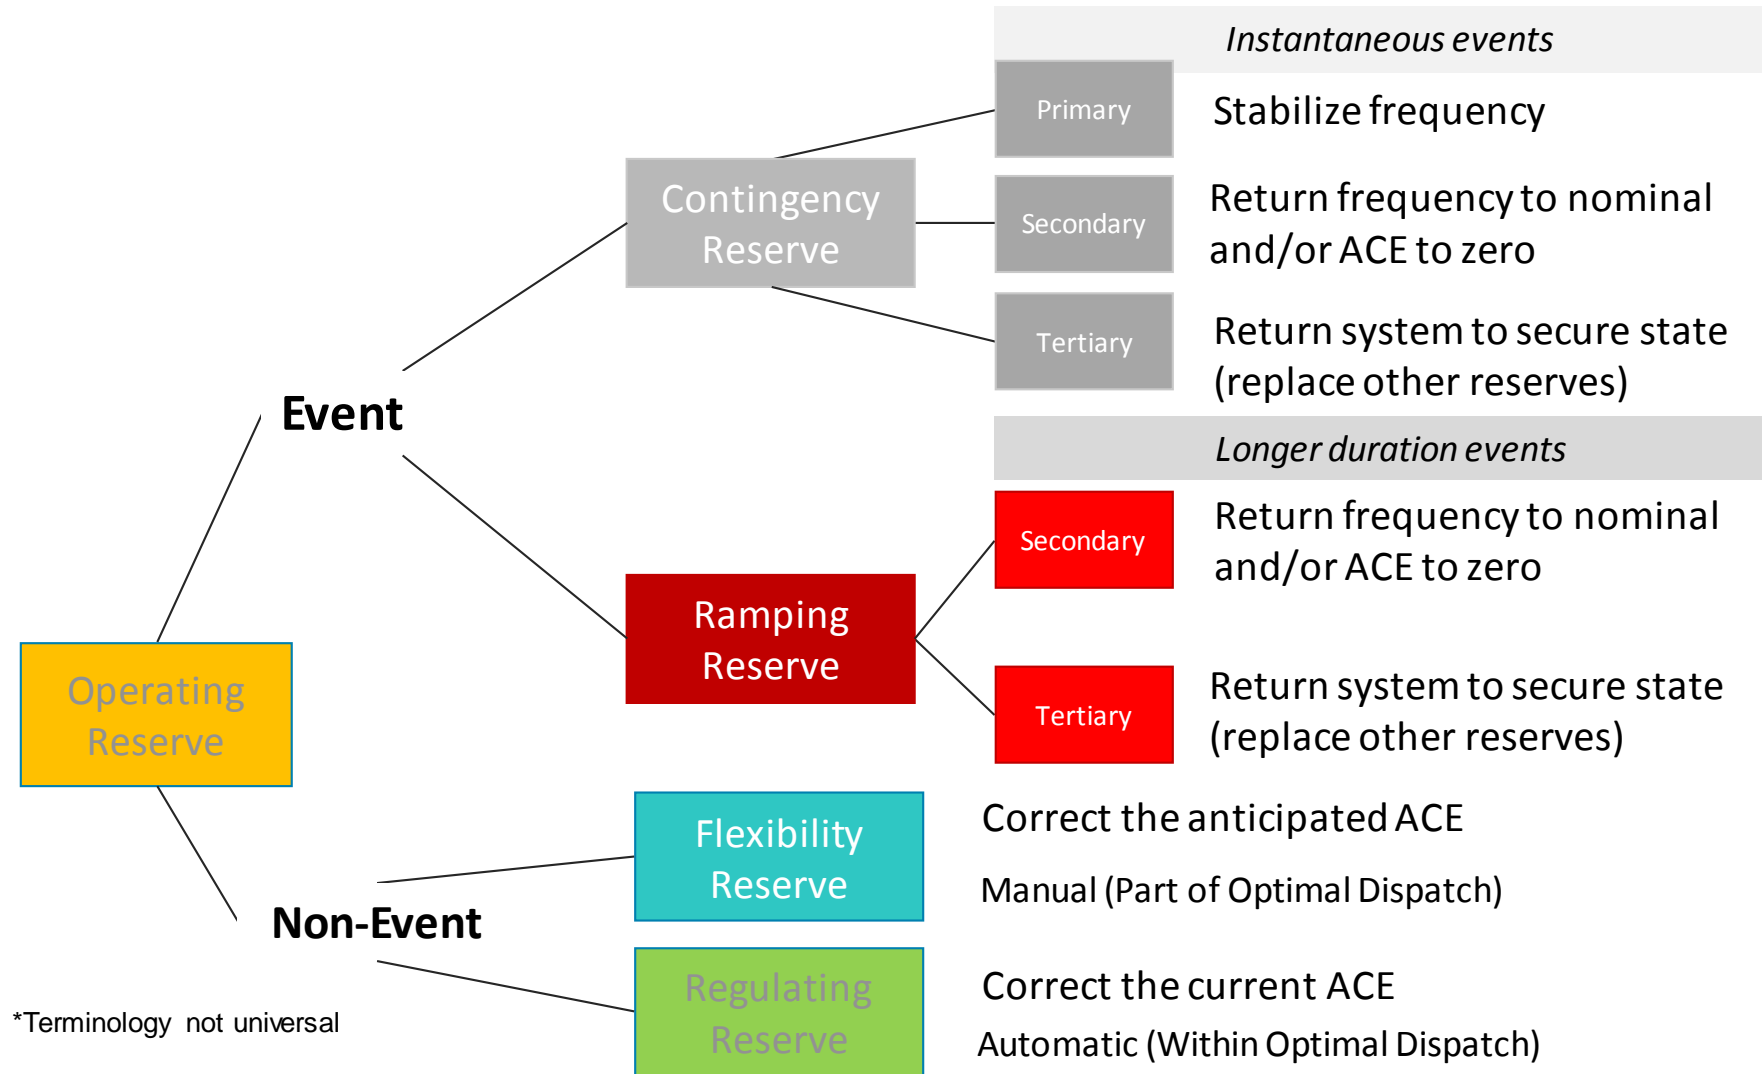 Instantaneous events
Primary
Stabilize frequency
Contingency
Reserve
Secondary
Return frequency to nominal
and/or ACE to zero
Tertiary
Return system to secure state
(replace other reserves)
Event
Longer duration events
Secondary
Return frequency to nominal
and/or ACE to zero
Ramping
Reserve
Tertiary
Return system to secure state
(replace other reserves)
Operating
Reserve
Flexibility
Reserve
Correct the anticipated ACE
Manual (Part of Optimal Dispatch)
Non-Event
Regulating
Reserve
Correct the current ACE
Automatic (Within Optimal Dispatch)
*Terminology not universal